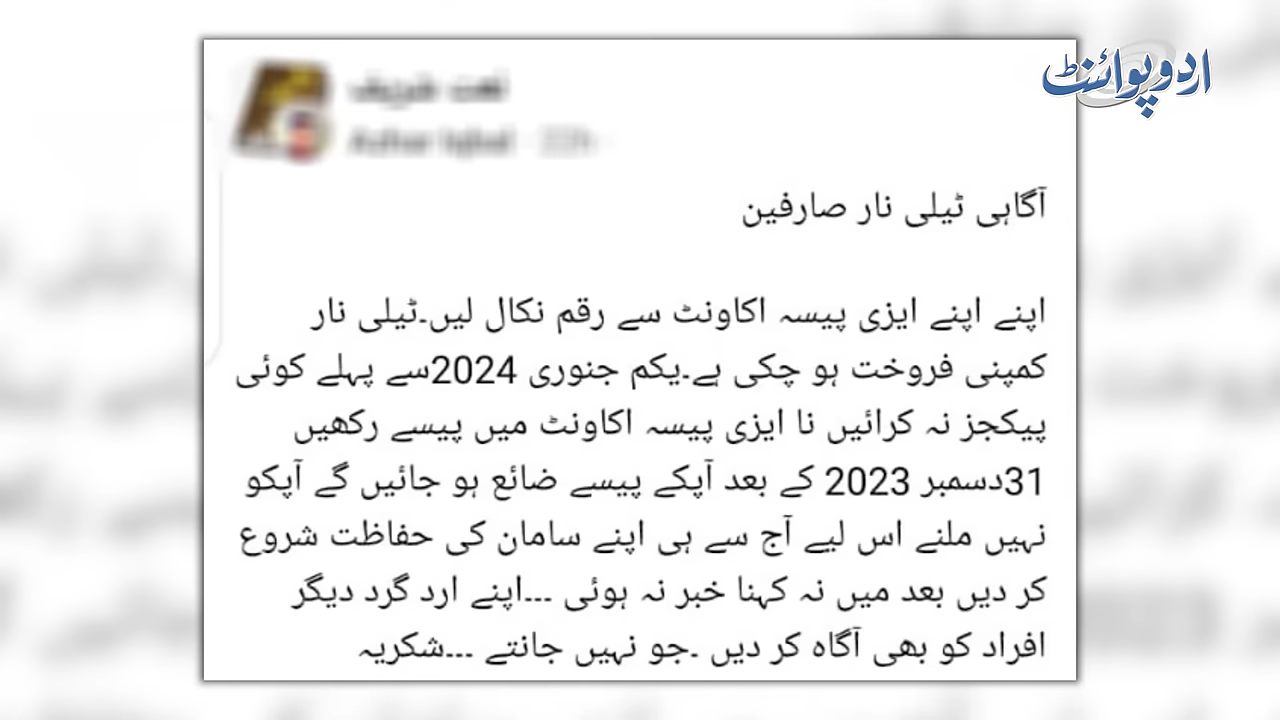 اردو پوائنٹ
آگاہی ٹیلی نار صارفین
اپنے اپنے ایزی پیسہ اکاونٹ سے رقم نکال لیں۔ٹیلی نار
کمپنی فروخت ہو چکی ہے۔یکم جنوری 2024سے پہلے کوئی
پیکجز نہ کرائیں نا ایزی پیسہ اکاونٹ میں پیسے رکھیں
31دسمبر 2023 کے بعد آپکے پیسے ضائع ہو جائیں گے آپکو
نہیں ملنے اس لیے آج سے ہی اپنے سامان کی حفاظت شروع
کر دیں بعد میں نہ کہنا خبر نہ ہوئی ---اپنے ارد گرد دیگر
افراد کو بھی آگاہ کر دیں ۔جو نہیں جانتے ---شکریہ